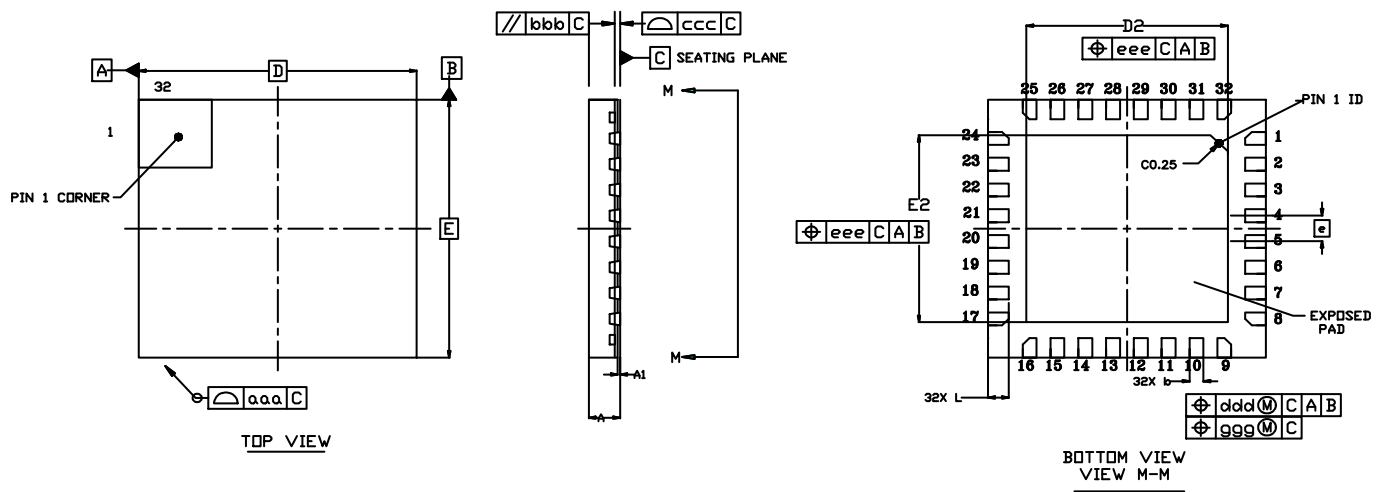 // bbb C
⌓ ccc C
C SEATING PLANE
A
D
B
32
1
PIN 1 CORNER
E
⌓ aaa C
TOP VIEW
M
M
A1
A
D2
⌖ eee C A B
25 26 27 28 29 30 31 32
PIN 1 ID
24
23
22
21
20
19
18
17
1
2
3
4
5
6
7
8
C0.25
E2
⌖ eee C A B
e
EXPOSED
PAD
16 15 14 13 12 11 10 9
32X b
32X L
⌖ ddd Ⓜ C A B
⌖ ggg Ⓜ C
BOTTOM VIEW
VIEW M-M